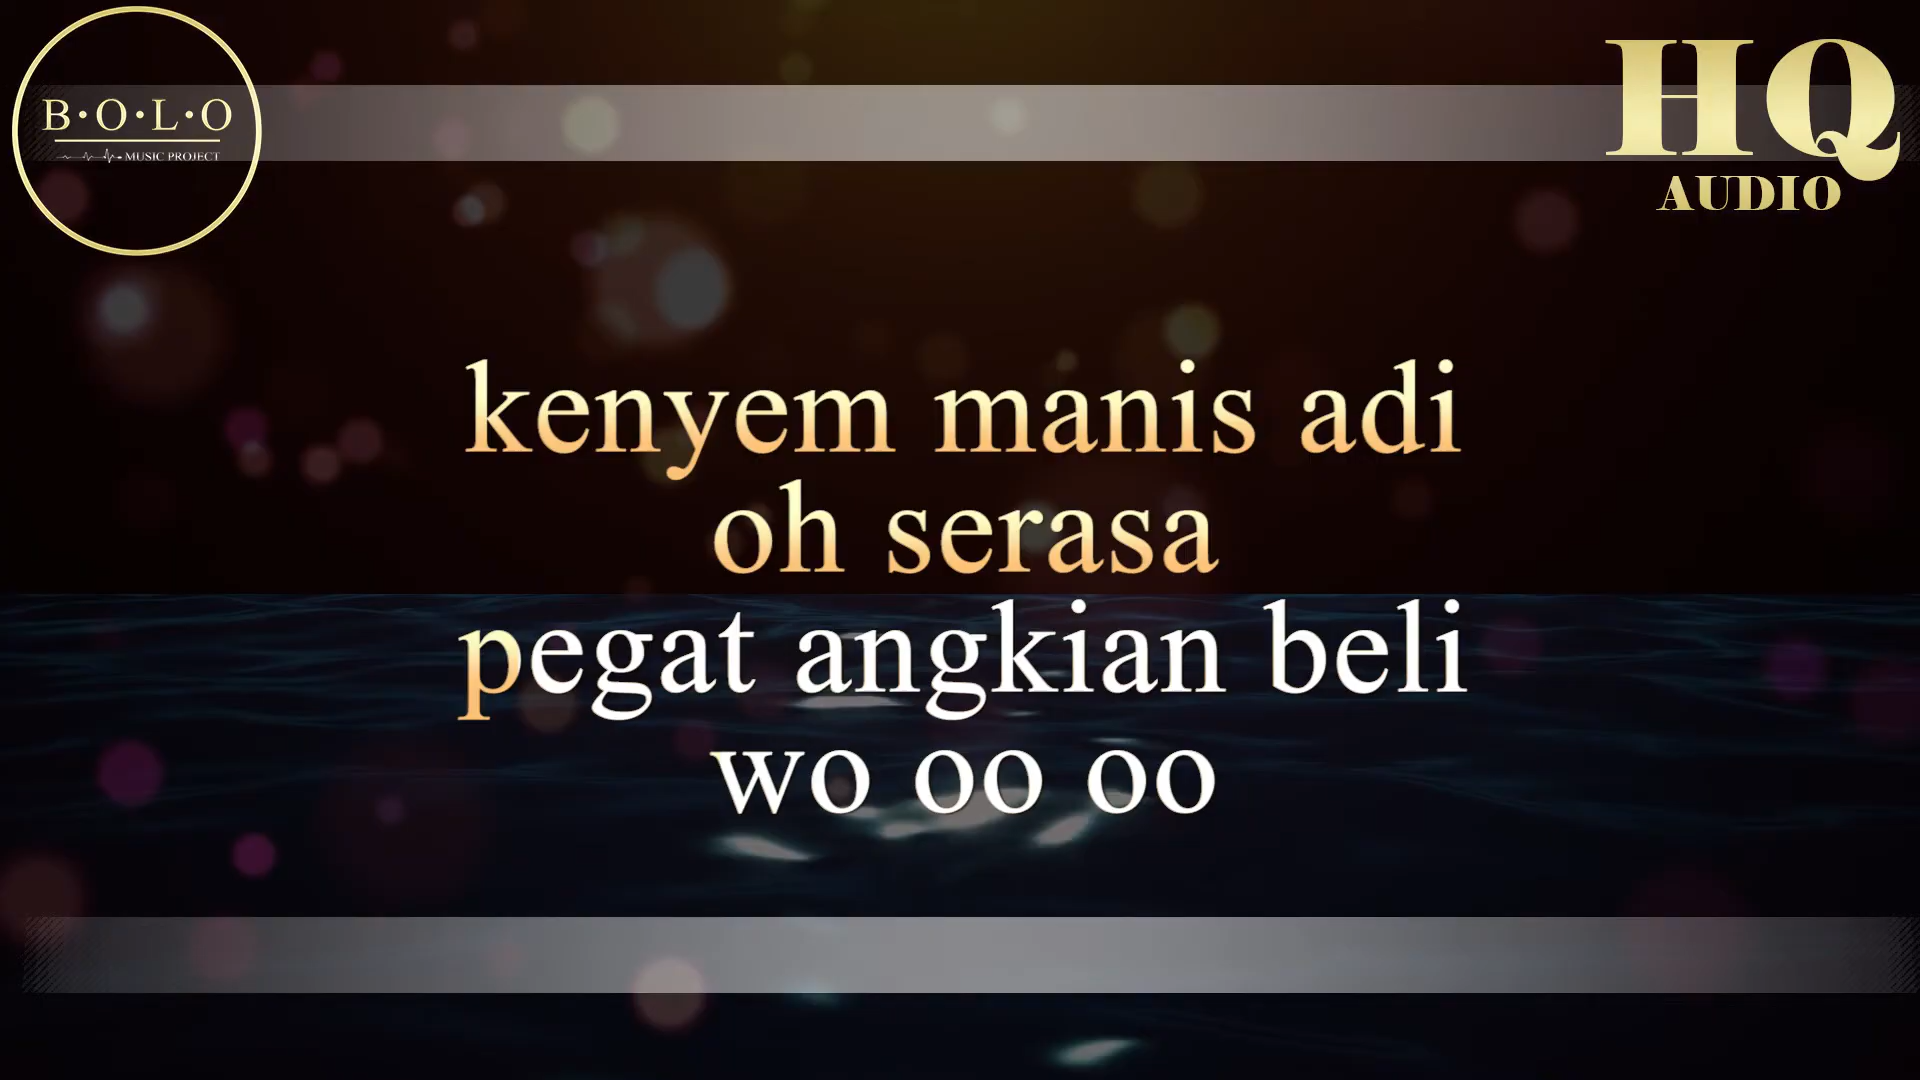 B•O•L•O
MUSIC PROJECT
HQ
AUDIO
kenyem manis adi
oh serasa
pegat angkian beli
wo oo oo